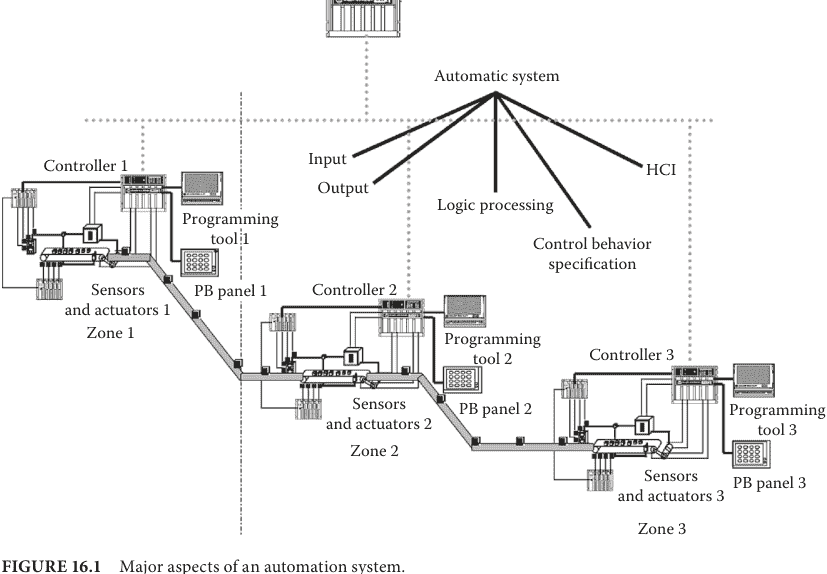 Automatic system
Input
Output
Logic processing
Control behavior
specification
HCI
Controller 1
Programming
tool 1
PB panel 1
Sensors
and actuators 1
Zone 1
Controller 2
Programming
tool 2
PB panel 2
Sensors
and actuators 2
Zone 2
Controller 3
Programming
tool 3
PB panel 3
Sensors
and actuators 3
Zone 3
FIGURE 16.1 Major aspects of an automation system.